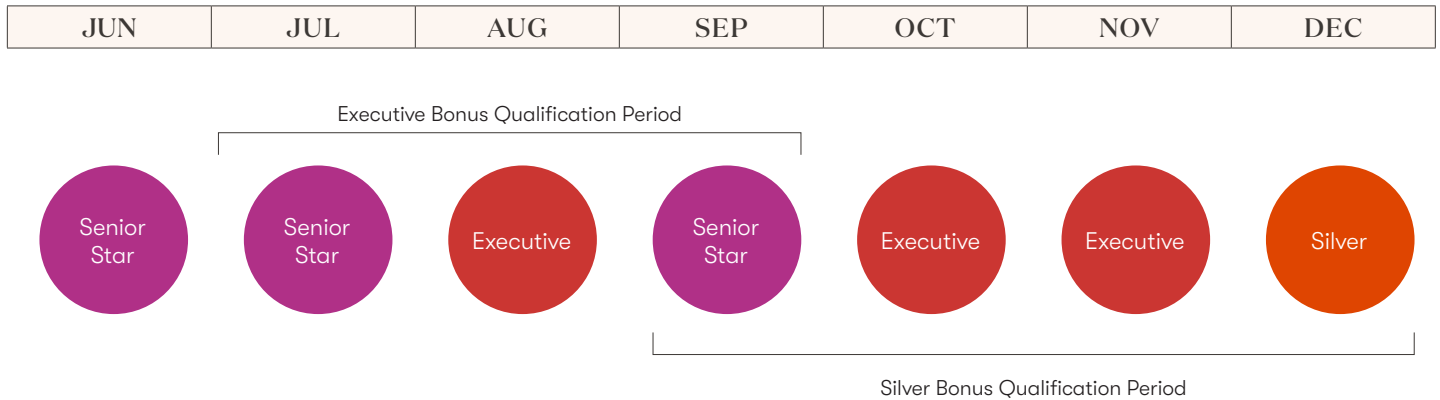 JUN JUL AUG SEP OCT NOV DEC
Executive Bonus Qualification Period
Senior
Star
Senior
Star
Executive
Senior
Star
Executive
Executive
Silver
Silver Bonus Qualification Period